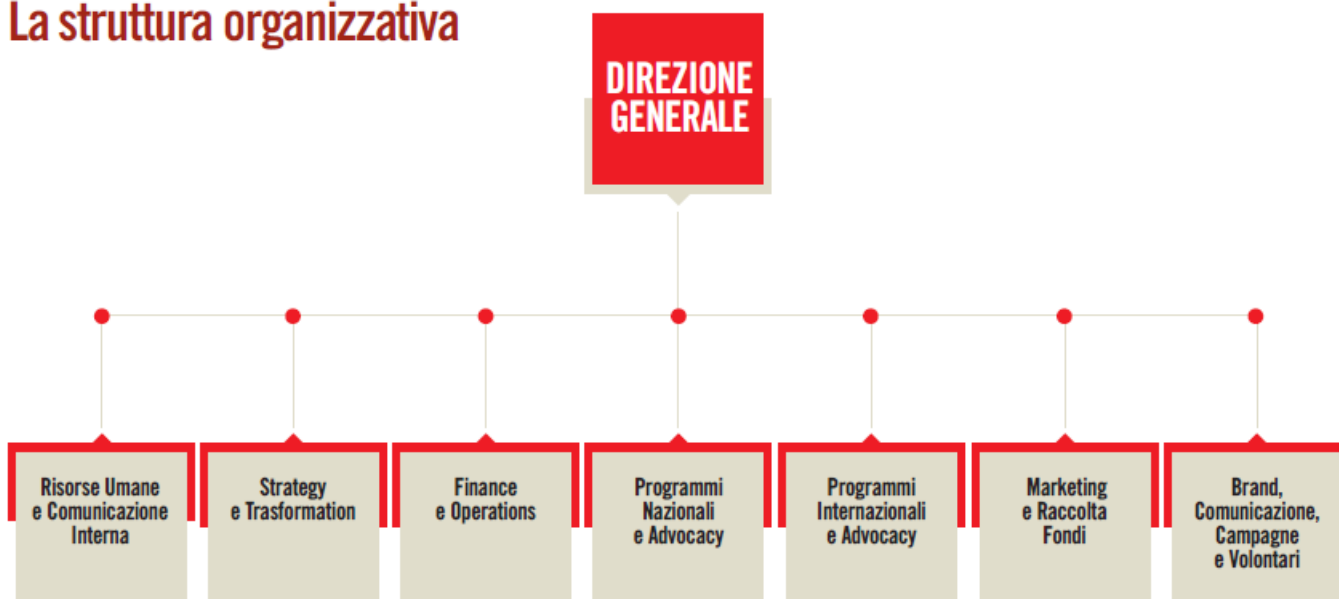 La struttura organizzativa
DIREZIONE
GENERALE
Risorse Umane
e Comunicazione
Interna
Strategy
e Trasformation
Finance
e Operations
Programmi
Nazionali
e Advocacy
Programmi
Internazionali
e Advocacy
Marketing
e Raccolta
Fondi
Brand,
Comunicazione,
Campagne
e Volontari